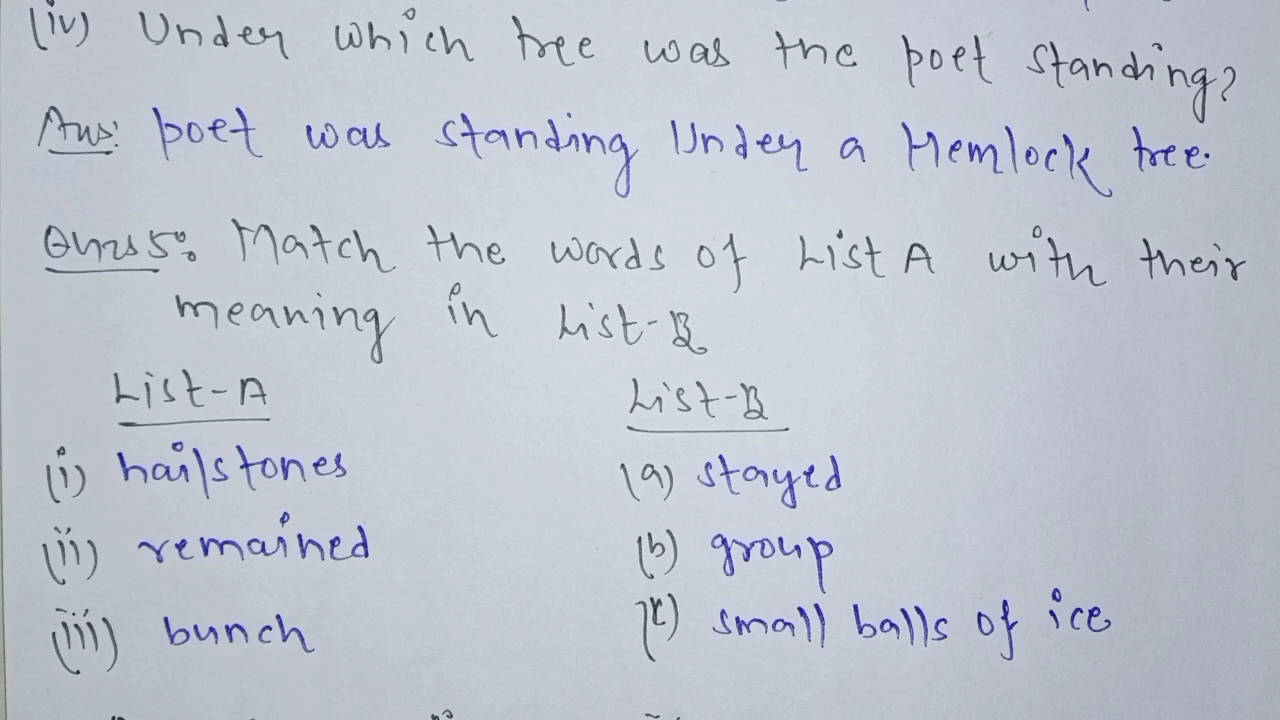 (iv) Under which tree was the poet standing?
Ans: poet was standing Under a Hemlock tree.
Ques 5: Match the words of List A with their
meaning in List-B
List-A List-B
(i) hailstones (a) stayed
(ii) remained (b) group
(iii) bunch (c) small balls of ice